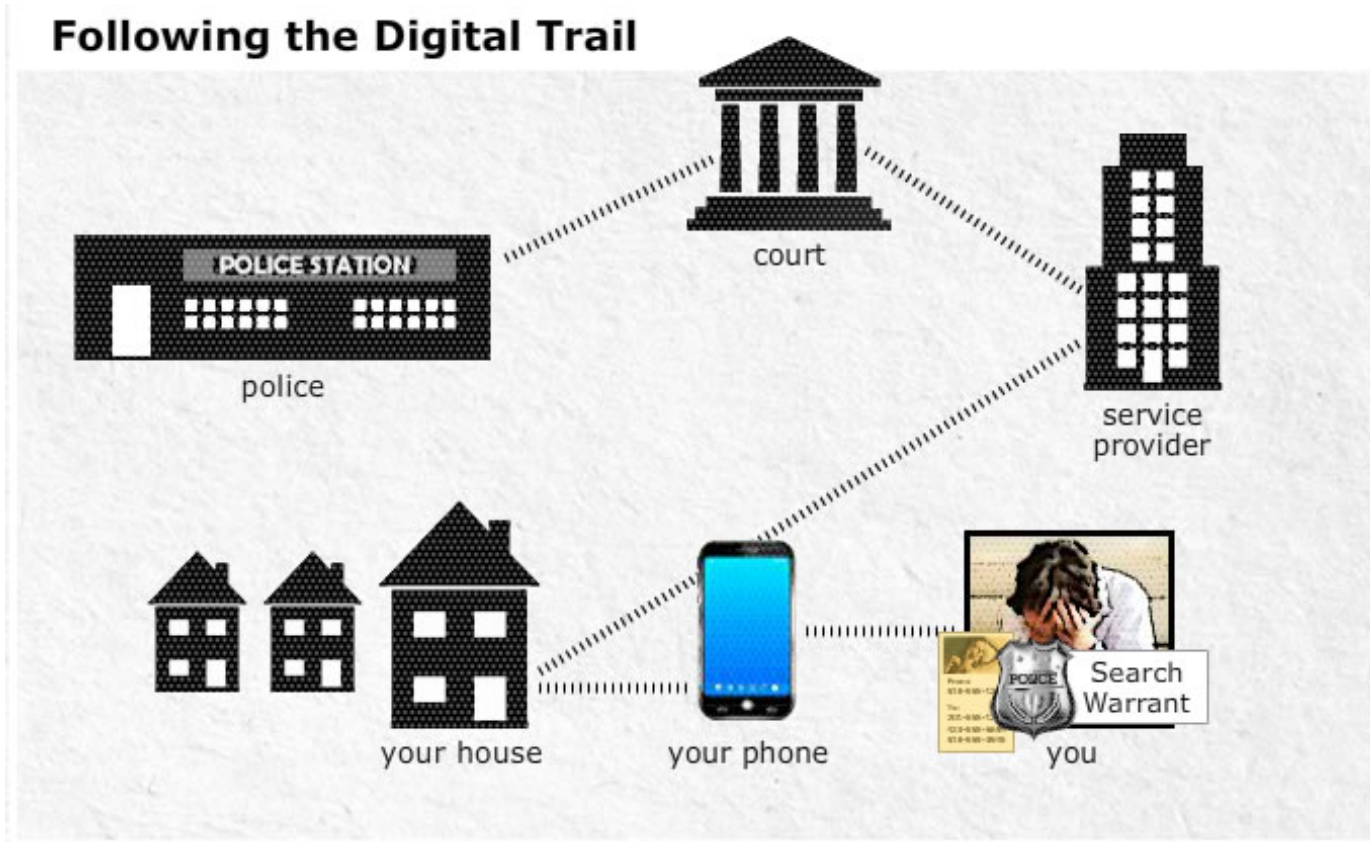 Following the Digital Trail
court
POLICE STATION
police
service
provider
Search
Warrant
POLICE
your house
your phone
you